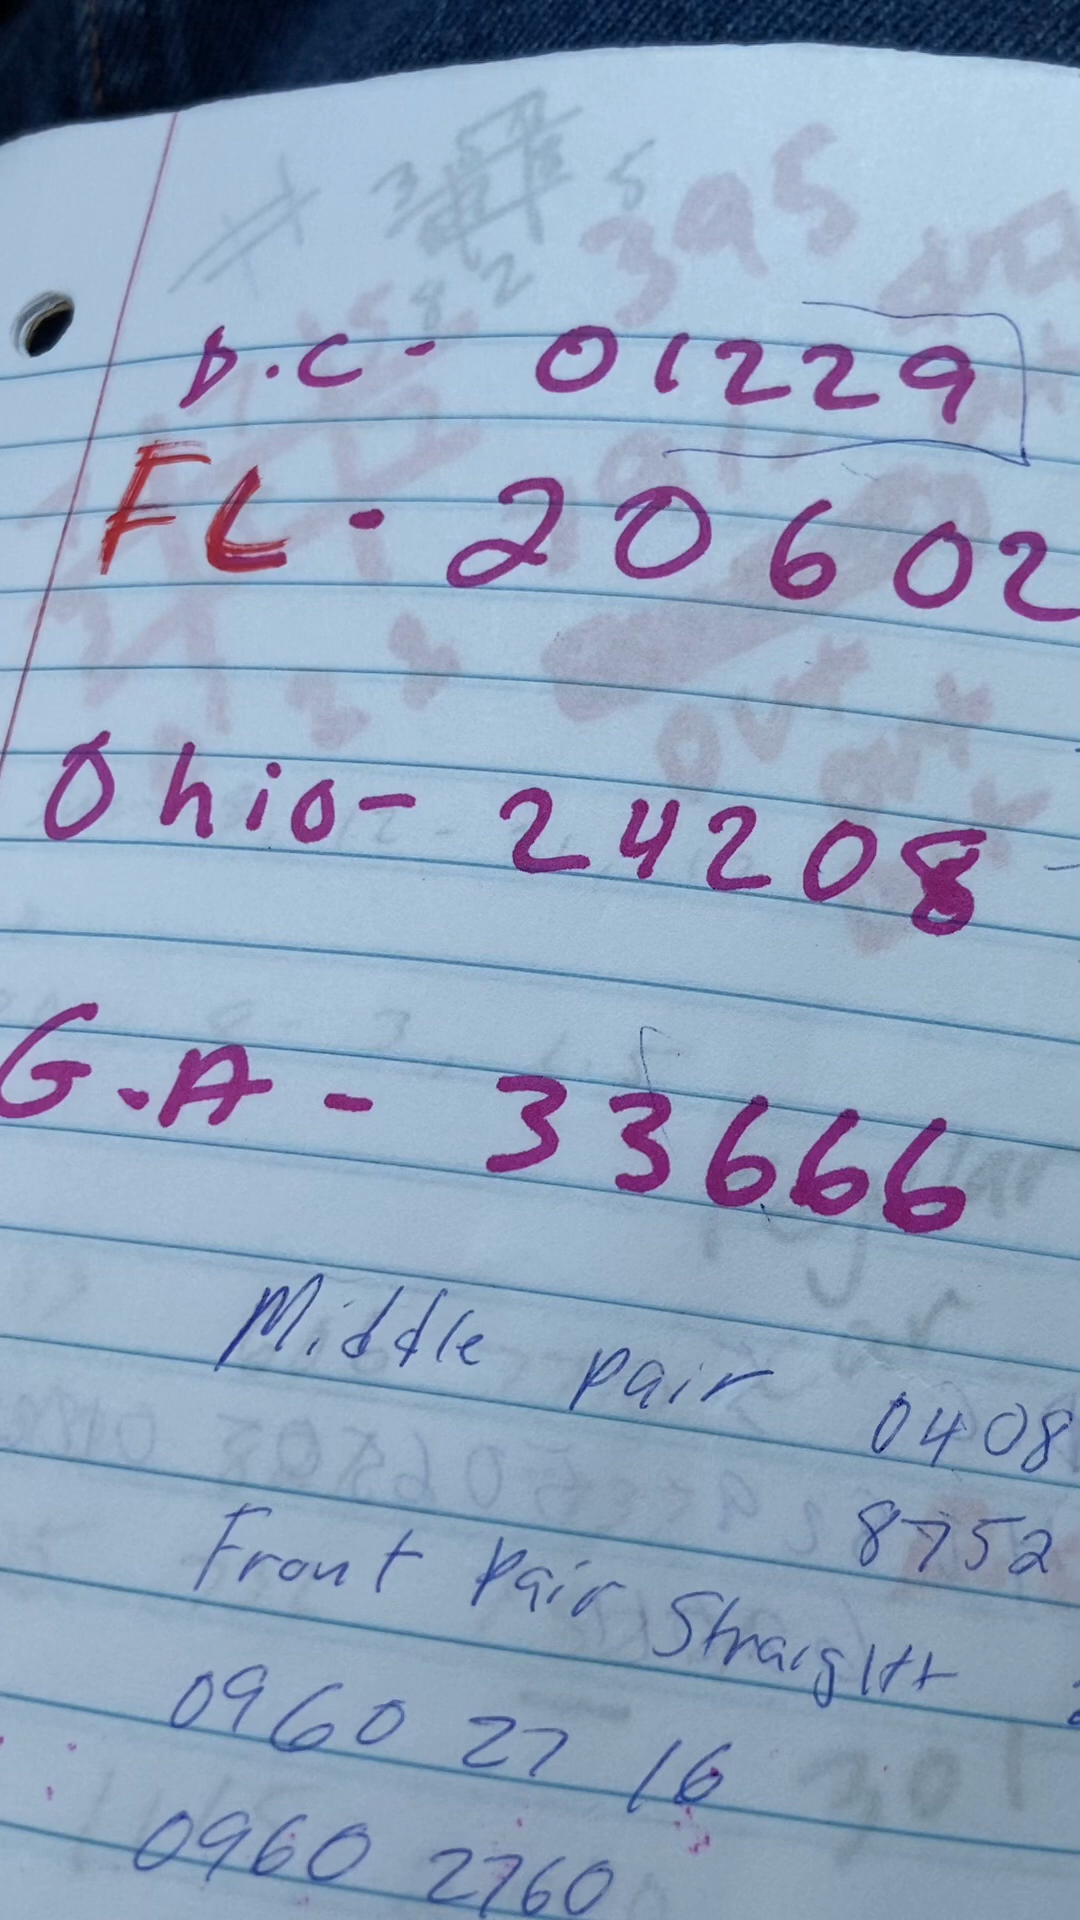 D.C - 01229
FL - 20602
Ohio - 24208
G.A - 33666
Middle pair 0408
8752
Front Pair Straight
0960 27 16
0960 2760